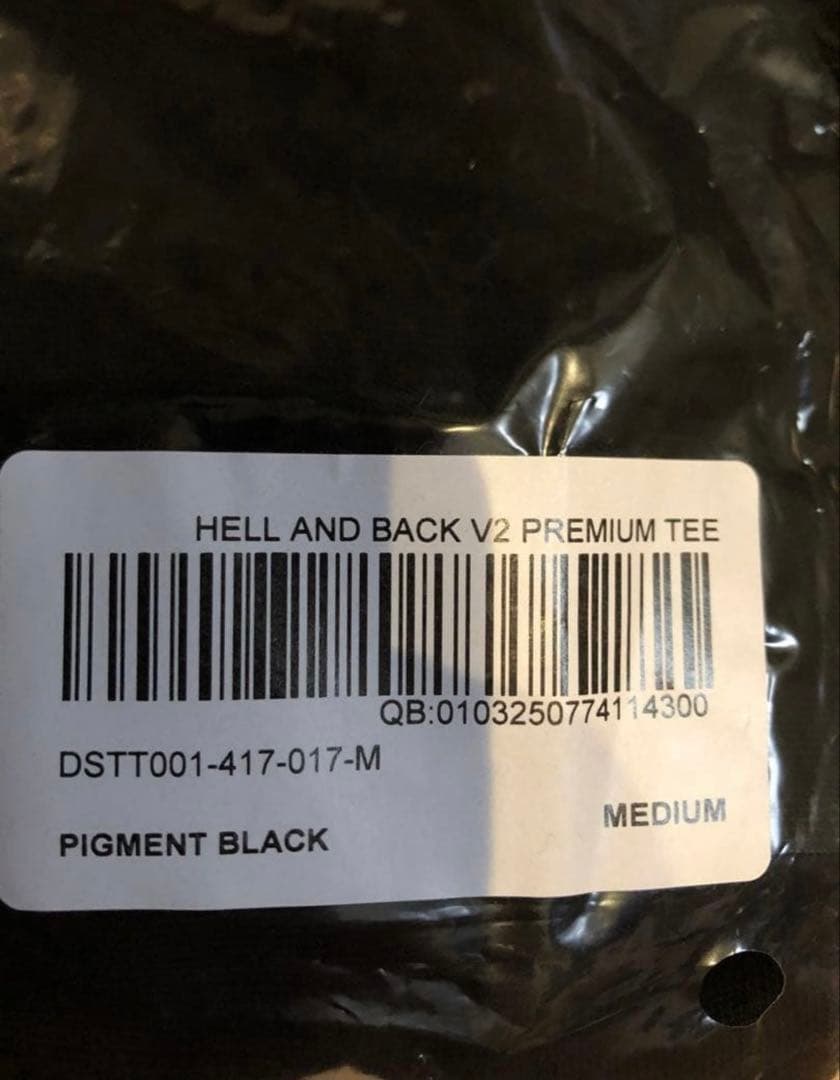 HELL AND BACK V2 PREMIUM TEE
QB:0103250774114300
DSTT001-417-017-M
MEDIUM
PIGMENT BLACK